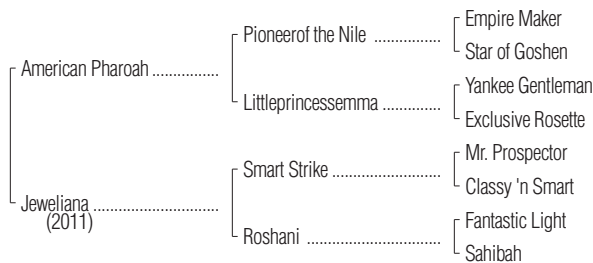 Empire Maker
Pioneerof the Nile ................
Star of Goshen
American Pharoah ................
Yankee Gentleman
Littleprincessemma ..............
Exclusive Rosette
Mr. Prospector
Smart Strike ..........................
Classy 'n Smart
Jeweliana ..............................
(2011)
Fantastic Light
Roshani ................................
Sahibah